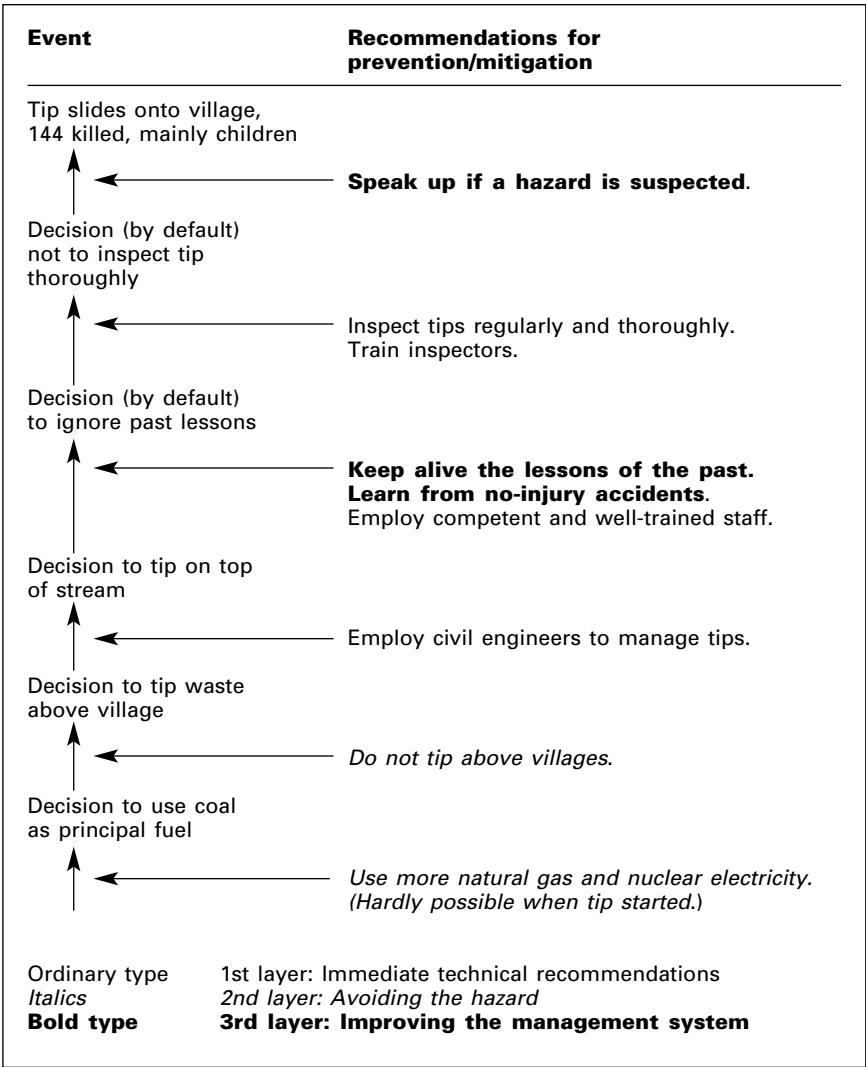 Event
Recommendations for
prevention/mitigation
Tip slides onto village,
144 killed, mainly children
Speak up if a hazard is suspected.
Decision (by default)
not to inspect tip
thoroughly
Inspect tips regularly and thoroughly.
Train inspectors.
Decision (by default)
to ignore past lessons
Keep alive the lessons of the past.
Learn from no-injury accidents.
Employ competent and well-trained staff.
Decision to tip on top
of stream
Employ civil engineers to manage tips.
Decision to tip waste
above village
Do not tip above villages.
Decision to use coal
as principal fuel
Use more natural gas and nuclear electricity.
(Hardly possible when tip started.)
Ordinary type 1st layer: Immediate technical recommendations
Italics 2nd layer: Avoiding the hazard
Bold type 3rd layer: Improving the management system